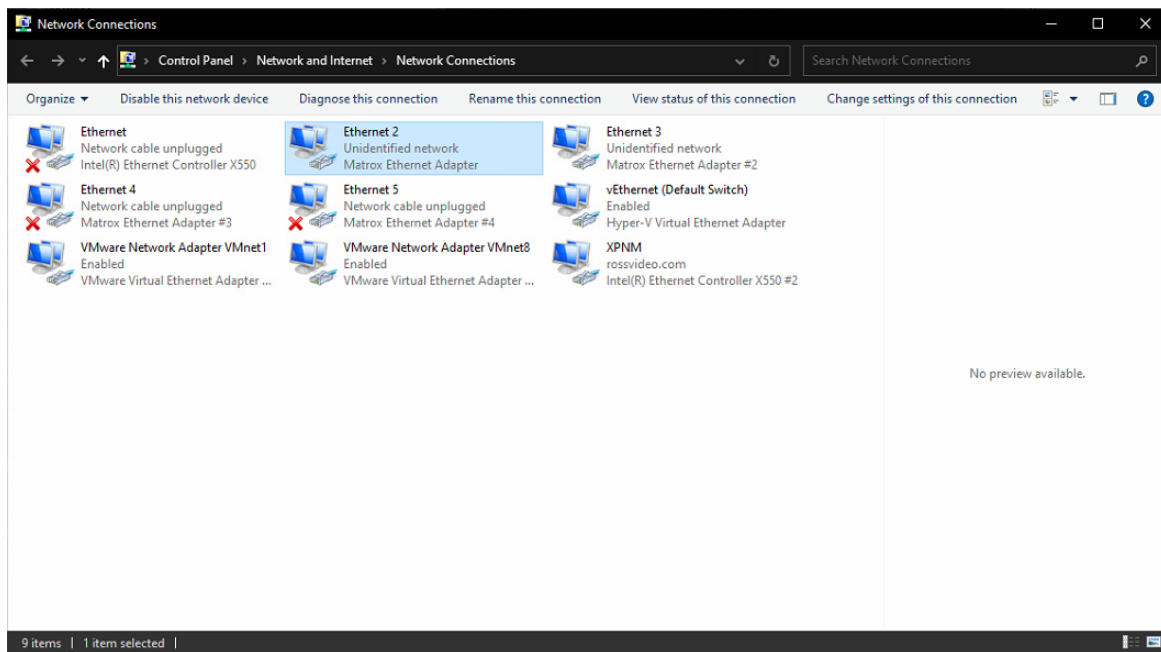 Network Connections
Control Panel > Network and Internet > Network Connections
Search Network Connections
Organize
Disable this network device
Diagnose this connection
Rename this connection
View status of this connection
Change settings of this connection
Ethernet
Network cable unplugged
Intel(R) Ethernet Controller X550
Ethernet 2
Unidentified network
Matrox Ethernet Adapter
Ethernet 3
Unidentified network
Matrox Ethernet Adapter #2
Ethernet 4
Network cable unplugged
Matrox Ethernet Adapter #3
Ethernet 5
Network cable unplugged
Matrox Ethernet Adapter #4
vEthernet (Default Switch)
Enabled
Hyper-V Virtual Ethernet Adapter
VMware Network Adapter VMnet1
Enabled
VMware Virtual Ethernet Adapter ...
VMware Network Adapter VMnet8
Enabled
VMware Virtual Ethernet Adapter ...
XPNM
rossvideo.com
Intel(R) Ethernet Controller X550 #2
No preview available.
9 items | 1 item selected |